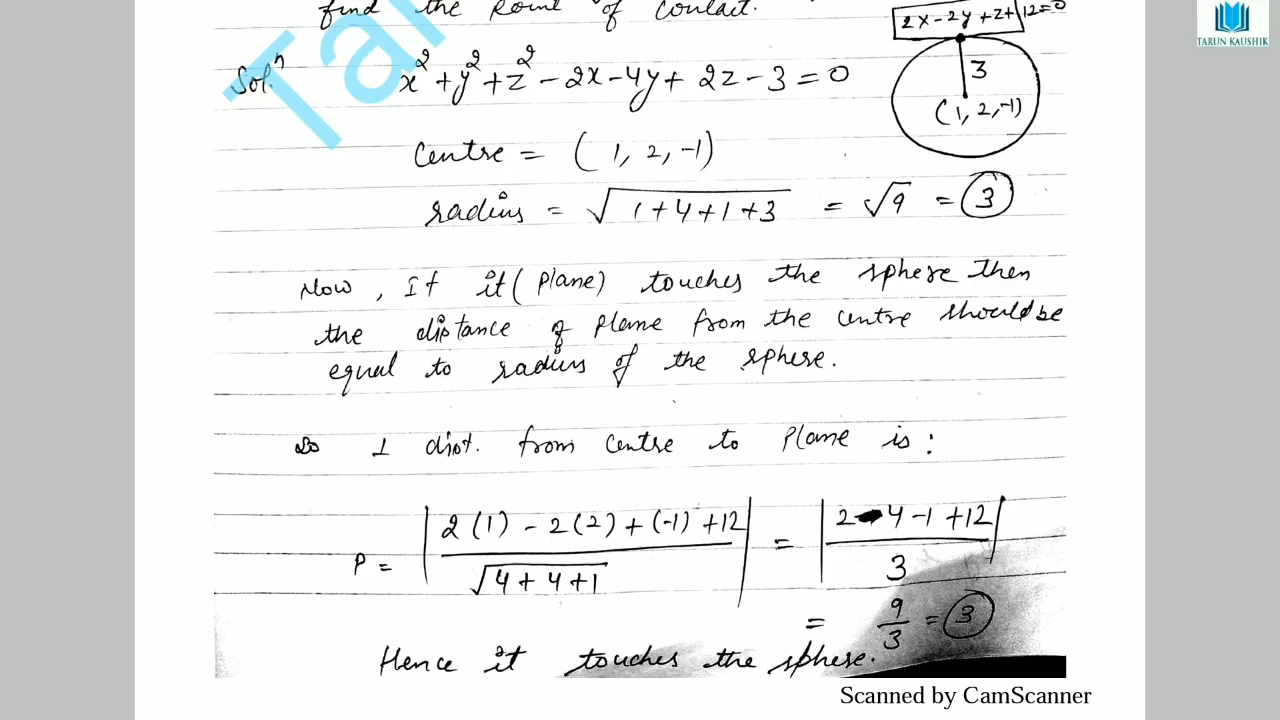 find the Point of Contact.
2x-2y+z+12=0
Solⁿ x²+y²+z²-2x-4y+2z-3=0
3
(1,2,-1)
Centre = (1, 2, -1)
radius = √1+4+1+3 = √9 = 3
Now, If it (Plane) touches the sphere then
the distance of Plane from the centre should be
equal to radius of the sphere.
So ⊥ dist. from centre to Plane is:
P = |2(1)-2(2)+(-1)+12 / √4+4+1| = |2-4-1+12 / 3|
= 9/3 = 3
Hence it touches the sphere.
Scanned by CamScanner
TARUN KAUSHIK